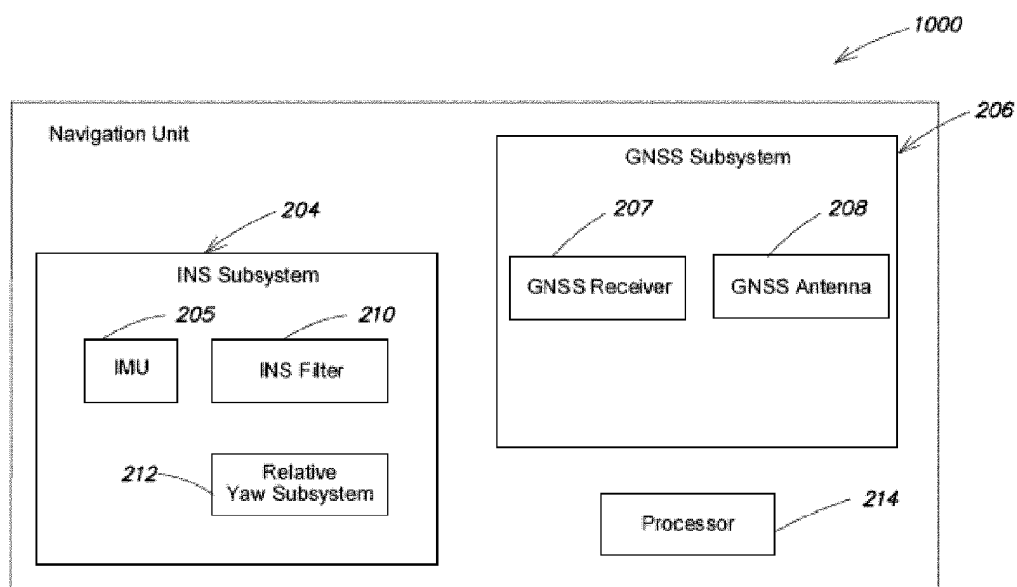 1000
Navigation Unit
206
GNSS Subsystem
204
207
208
INS Subsystem
GNSS Receiver
GNSS Antenna
205
210
IMU
INS Filter
212
Relative
Yaw Subsystem
214
Processor